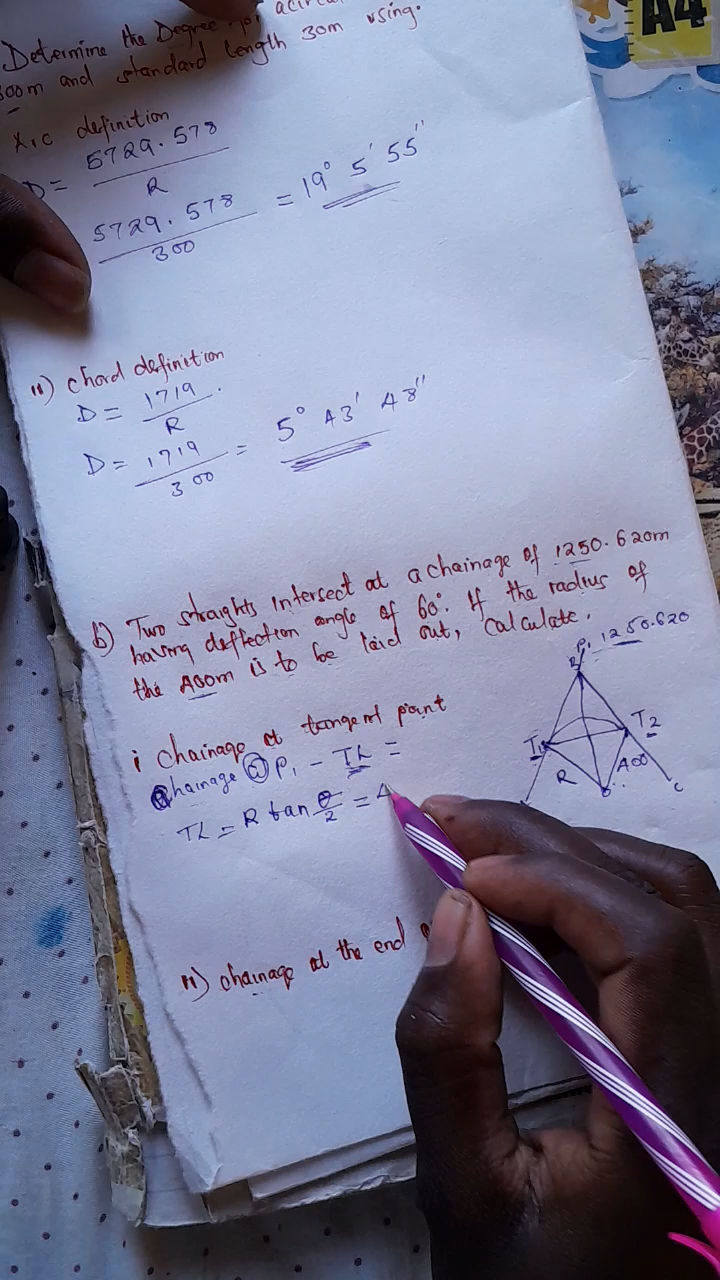 A4
Determine the Degree
300m and standard length 30m using.
definition
D = 5729.578 / R
5729.578 / 300 = 19° 5' 55"
ii) chord definition
D = 1719 / R .
D = 1719 / 300 = 5° 43' 48"
b) Two straights intersect at a chainage of 1250.620m
having deflection angle of 60°. If the radius of
the 400m is to be laid out, calculate.
P1 1250.620
i chainage at tangent point
chainage @ P1 - TL =
T1
T2
R
400
C
TL = R tan θ/2 = 4
ii) chainage at the end